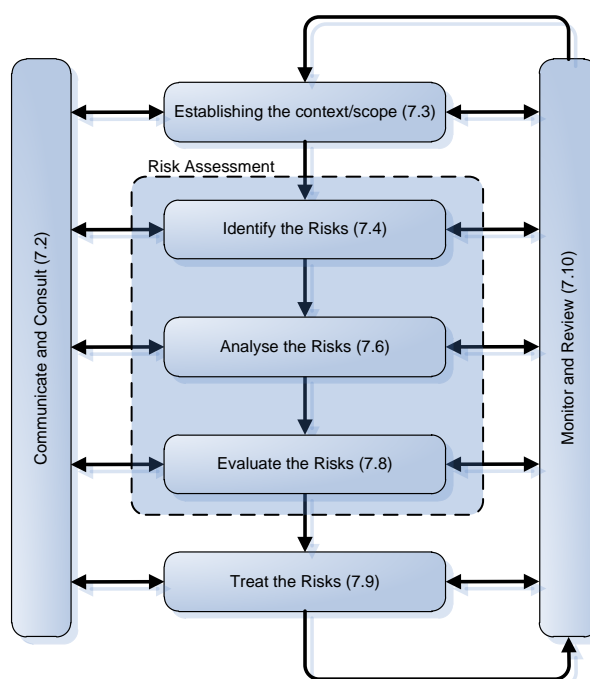 Establishing the context/scope (7.3)
Risk Assessment
Identify the Risks (7.4)
Communicate and Consult (7.2)
Monitor and Review (7.10)
Analyse the Risks (7.6)
Evaluate the Risks (7.8)
Treat the Risks (7.9)